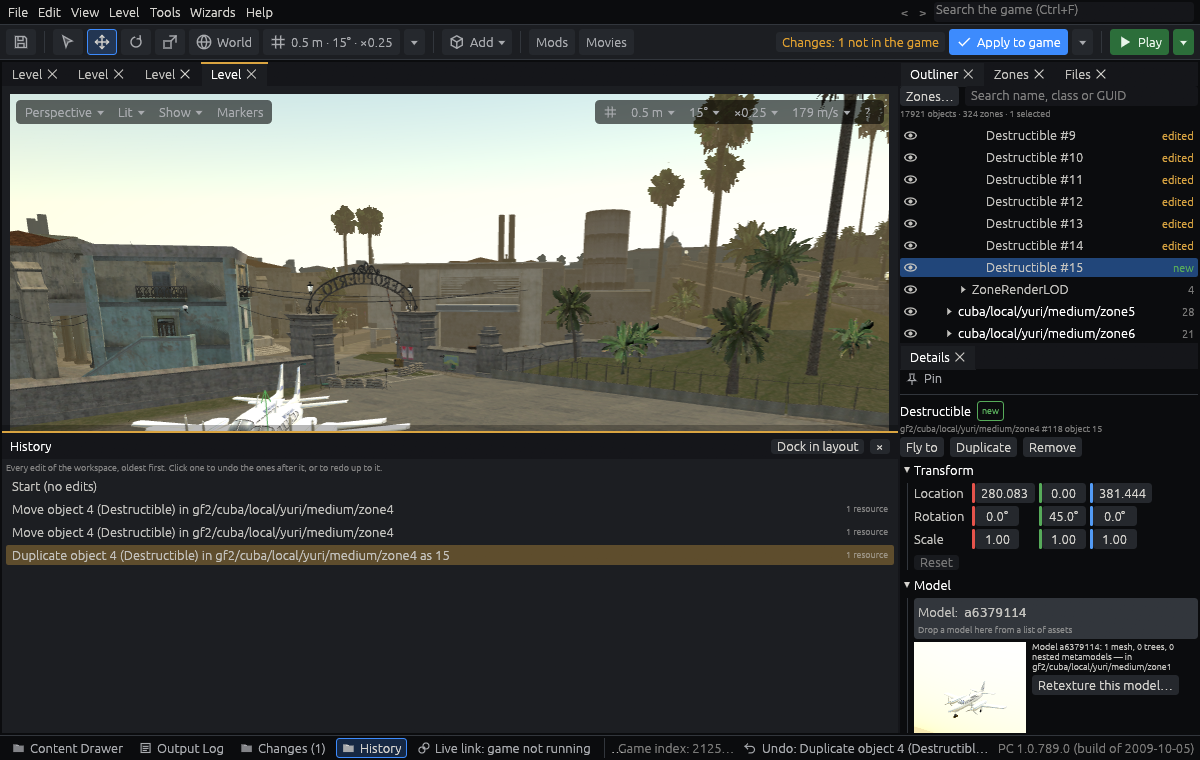 File Edit View Level Tools Wizards Help
< > Search the game (Ctrl+F)
World 0.5 m · 15° · ×0.25 Add Mods Movies Changes: 1 not in the game Apply to game Play
Level Level Level Level
Outliner Zones Files
Perspective Lit Show Markers 0.5 m 15° ×0.25 179 m/s ?
Zones… Search name, class or GUID
17921 objects · 324 zones · 1 selected
Destructible #9 edited
Destructible #10 edited
Destructible #11 edited
Destructible #12 edited
Destructible #13 edited
Destructible #14 edited
Destructible #15 new
ZoneRenderLOD 4
cuba/local/yuri/medium/zone5 28
cuba/local/yuri/medium/zone6 21
Details
Pin
Destructible new
gf2/cuba/local/yuri/medium/zone4 #118 object 15
Fly to Duplicate Remove
Transform
Location 280.083 0.00 381.444
Rotation 0.0° 45.0° 0.0°
Scale 1.00 1.00 1.00
Reset
Model
Model: a6379114
Drop a model here from a list of assets
Model a6379114: 1 mesh, 0 trees, 0
nested metamodels — in
gf2/cuba/local/yuri/medium/zone1
Retexture this model…
History Dock in layout ×
Every edit of the workspace, oldest first. Click one to undo the ones after it, or to redo up to it.
Start (no edits)
Move object 4 (Destructible) in gf2/cuba/local/yuri/medium/zone4 1 resource
Move object 4 (Destructible) in gf2/cuba/local/yuri/medium/zone4 1 resource
Duplicate object 4 (Destructible) in gf2/cuba/local/yuri/medium/zone4 as 15 1 resource
Content Drawer Output Log Changes (1) History Live link: game not running ..Game index: 2125… Undo: Duplicate object 4 (Destructibl… PC 1.0.789.0 (build of 2009-10-05)